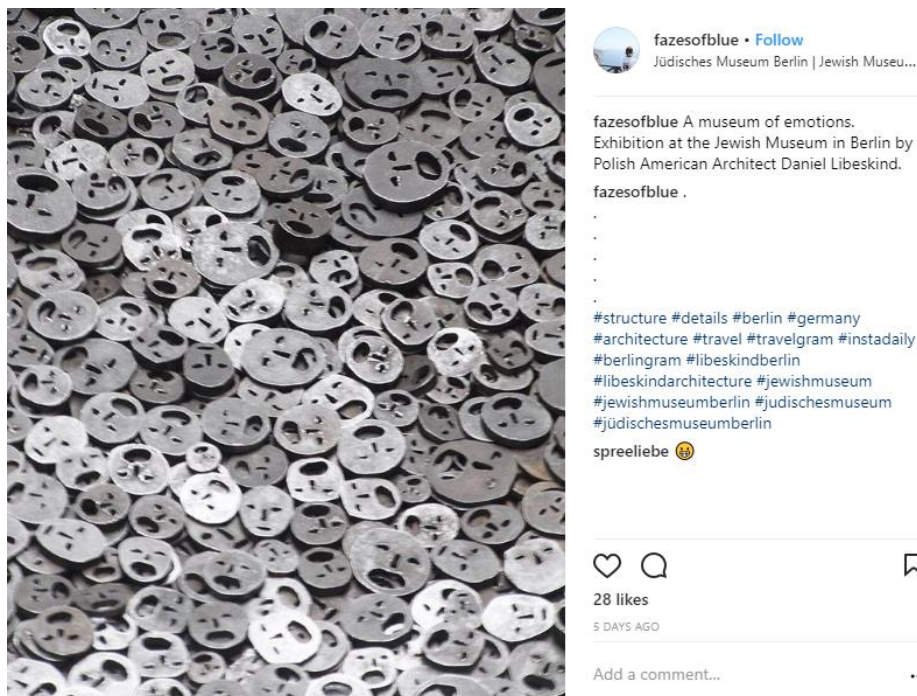 fazesofblue • Follow
Jüdisches Museum Berlin | Jewish Museu...
fazesofblue A museum of emotions.
Exhibition at the Jewish Museum in Berlin by
Polish American Architect Daniel Libeskind.
fazesofblue .
.
.
.
.
.
#structure #details #berlin #germany
#architecture #travel #travelgram #instadaily
#berlingram #libeskindberlin
#libeskindarchitecture #jewishmuseum
#jewishmuseumberlin #judischesmuseum
#jüdischesmuseumberlin
spreeliebe 😁
28 likes
5 DAYS AGO
Add a comment...